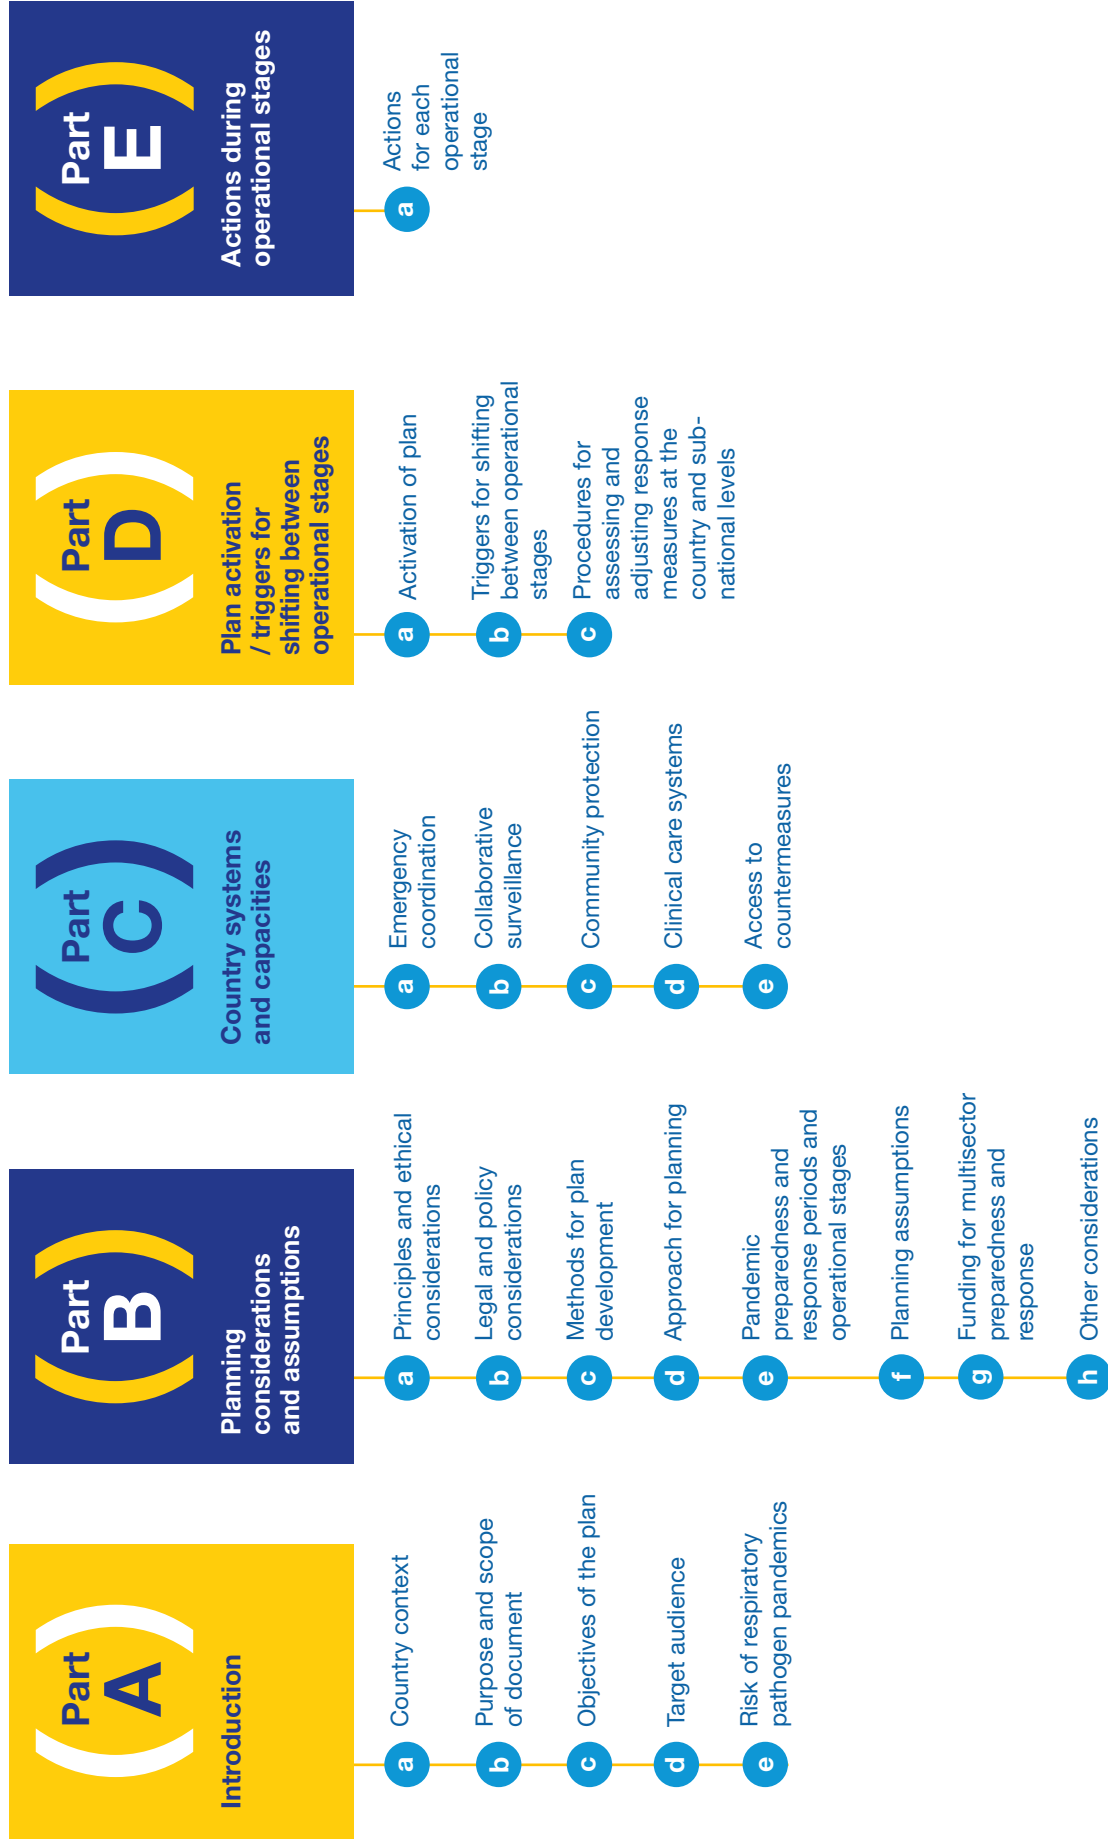 Part
A
Introduction
a
Country context
b
Purpose and scope
of document
c
Objectives of the plan
d
Target audience
e
Risk of respiratory
pathogen pandemics
Part
B
Planning
considerations
and assumptions
a
Principles and ethical
considerations
b
Legal and policy
considerations
c
Methods for plan
development
d
Approach for planning
e
Pandemic
preparedness and
response periods and
operational stages
f
Planning assumptions
g
Funding for multisector
preparedness and
response
h
Other considerations
Part
C
Country systems
and capacities
a
Emergency
coordination
b
Collaborative
surveillance
c
Community protection
d
Clinical care systems
e
Access to
countermeasures
Part
D
Plan activation
/ triggers for
shifting between
operational stages
a
Activation of plan
b
Triggers for shifting
between operational
stages
c
Procedures for
assessing and
adjusting response
measures at the
country and sub-
national levels
Part
E
Actions during
operational stages
a
Actions
for each
operational
stage